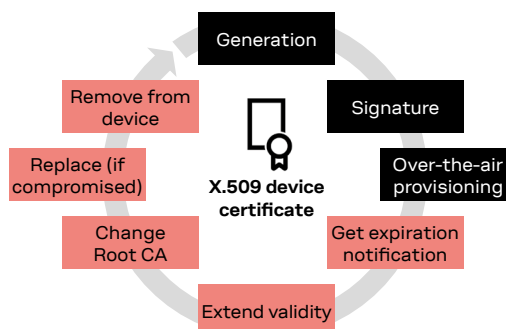 Generation
Signature
Over-the-air
provisioning
Get expiration
notification
Extend validity
Change
Root CA
Replace (if
compromised)
Remove from
device
X.509 device
certificate